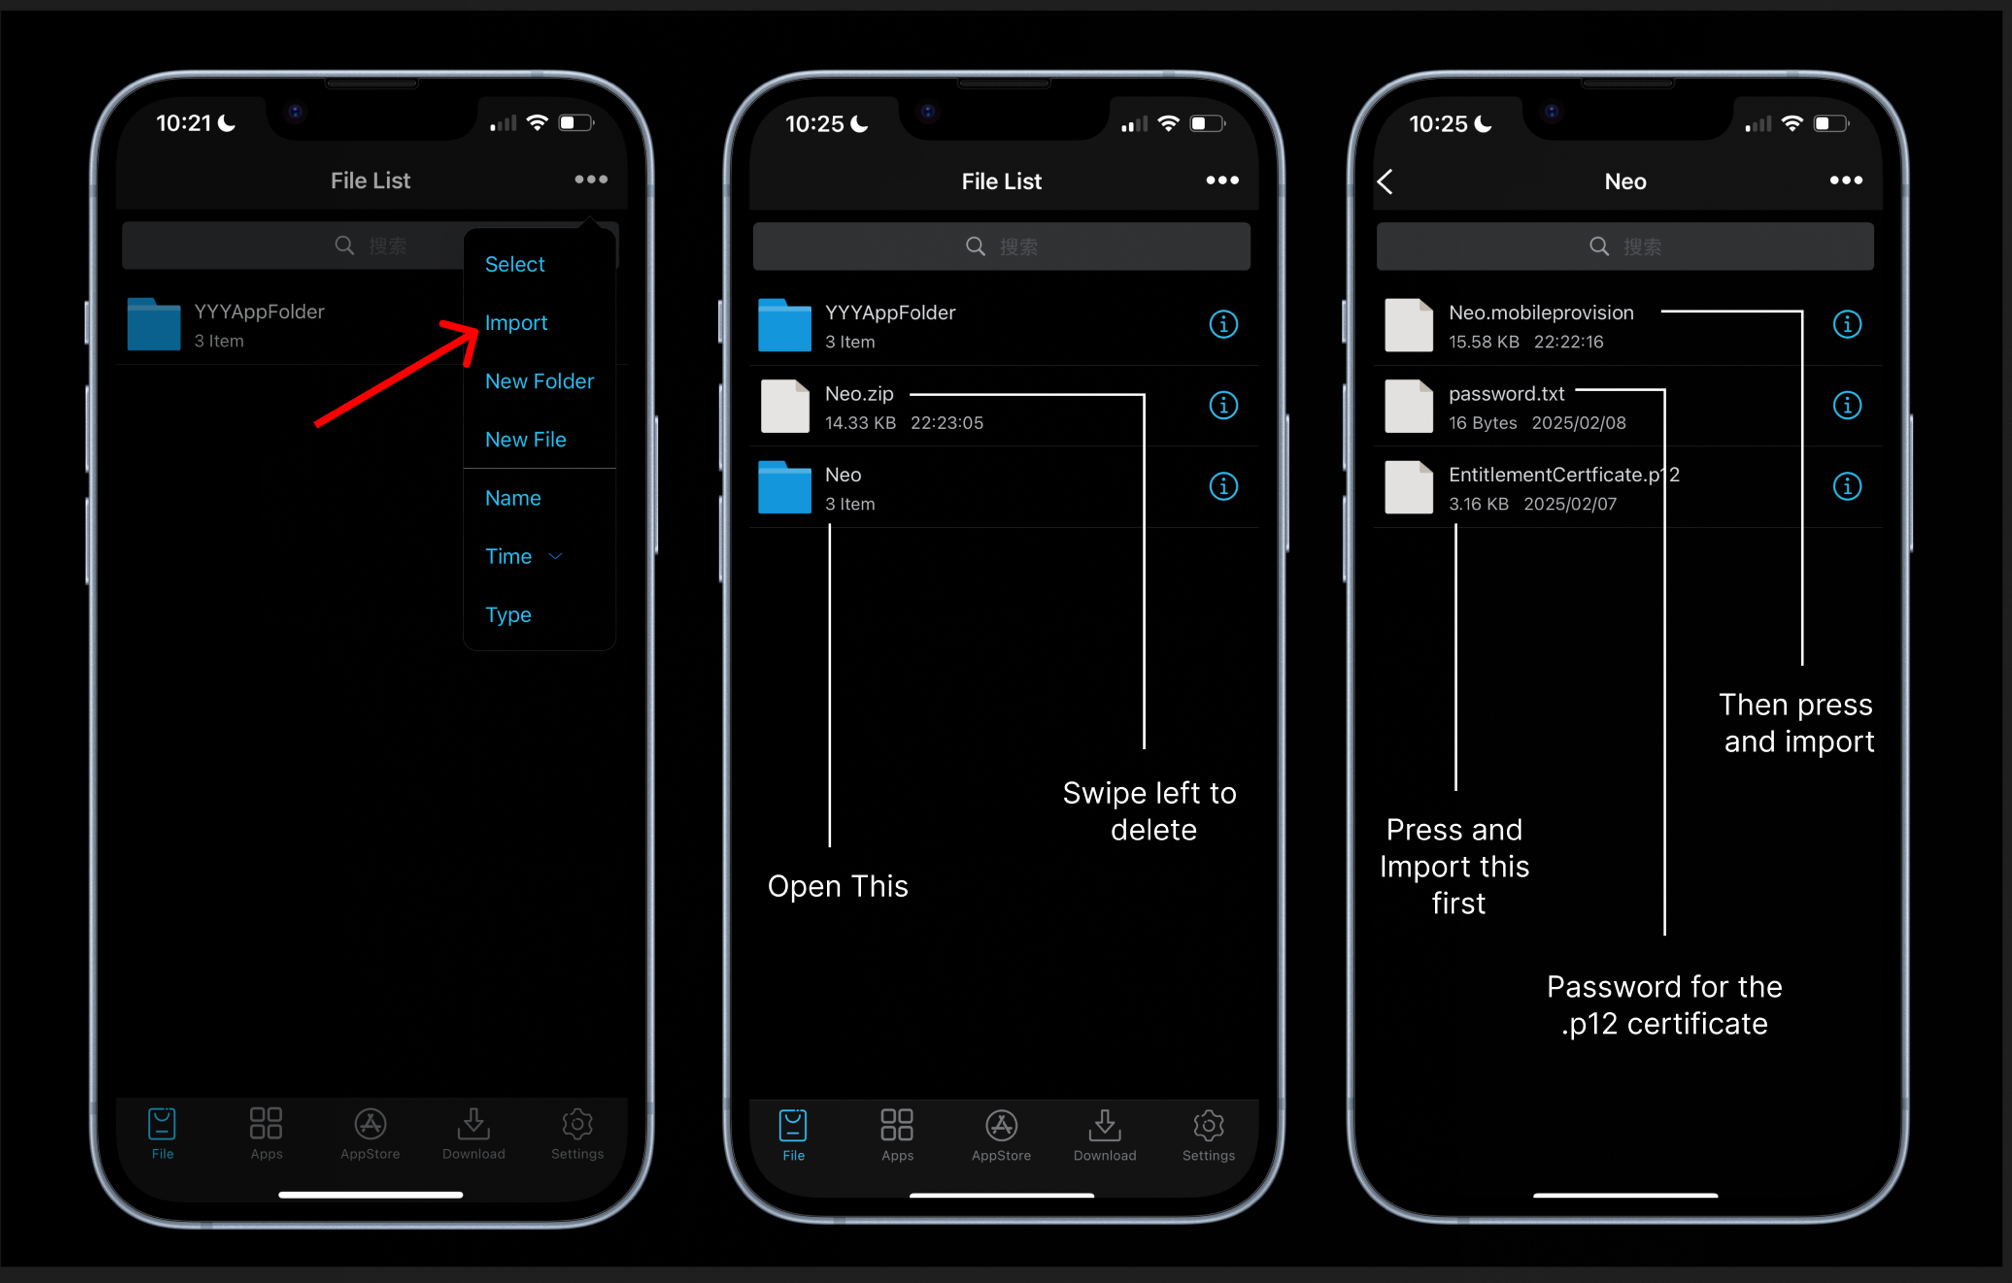 10:21
File List
搜索
YYYAppFolder
3 Item
Select
Import
New Folder
New File
Name
Time
Type
File
Apps
AppStore
Download
Settings
10:25
File List
搜索
YYYAppFolder
3 Item
Neo.zip
14.33 KB 22:23:05
Neo
3 Item
Swipe left to
delete
Open This
File
Apps
AppStore
Download
Settings
10:25
Neo
搜索
Neo.mobileprovision
15.58 KB 22:22:16
password.txt
16 Bytes 2025/02/08
EntitlementCertficate.p12
3.16 KB 2025/02/07
Then press
and import
Press and
Import this
first
Password for the
.p12 certificate